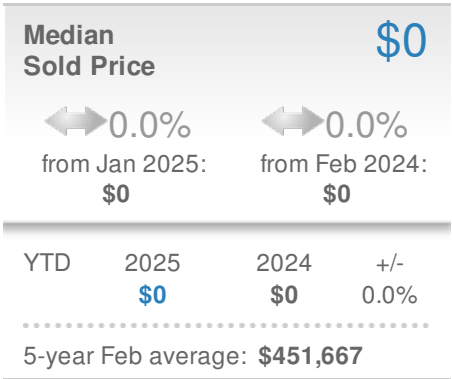 Median $0
Sold Price
0.0% 0.0%
from Jan 2025: from Feb 2024:
$0 $0
YTD 2025 2024 +/-
$0 $0 0.0%
5-year Feb average: $451,667